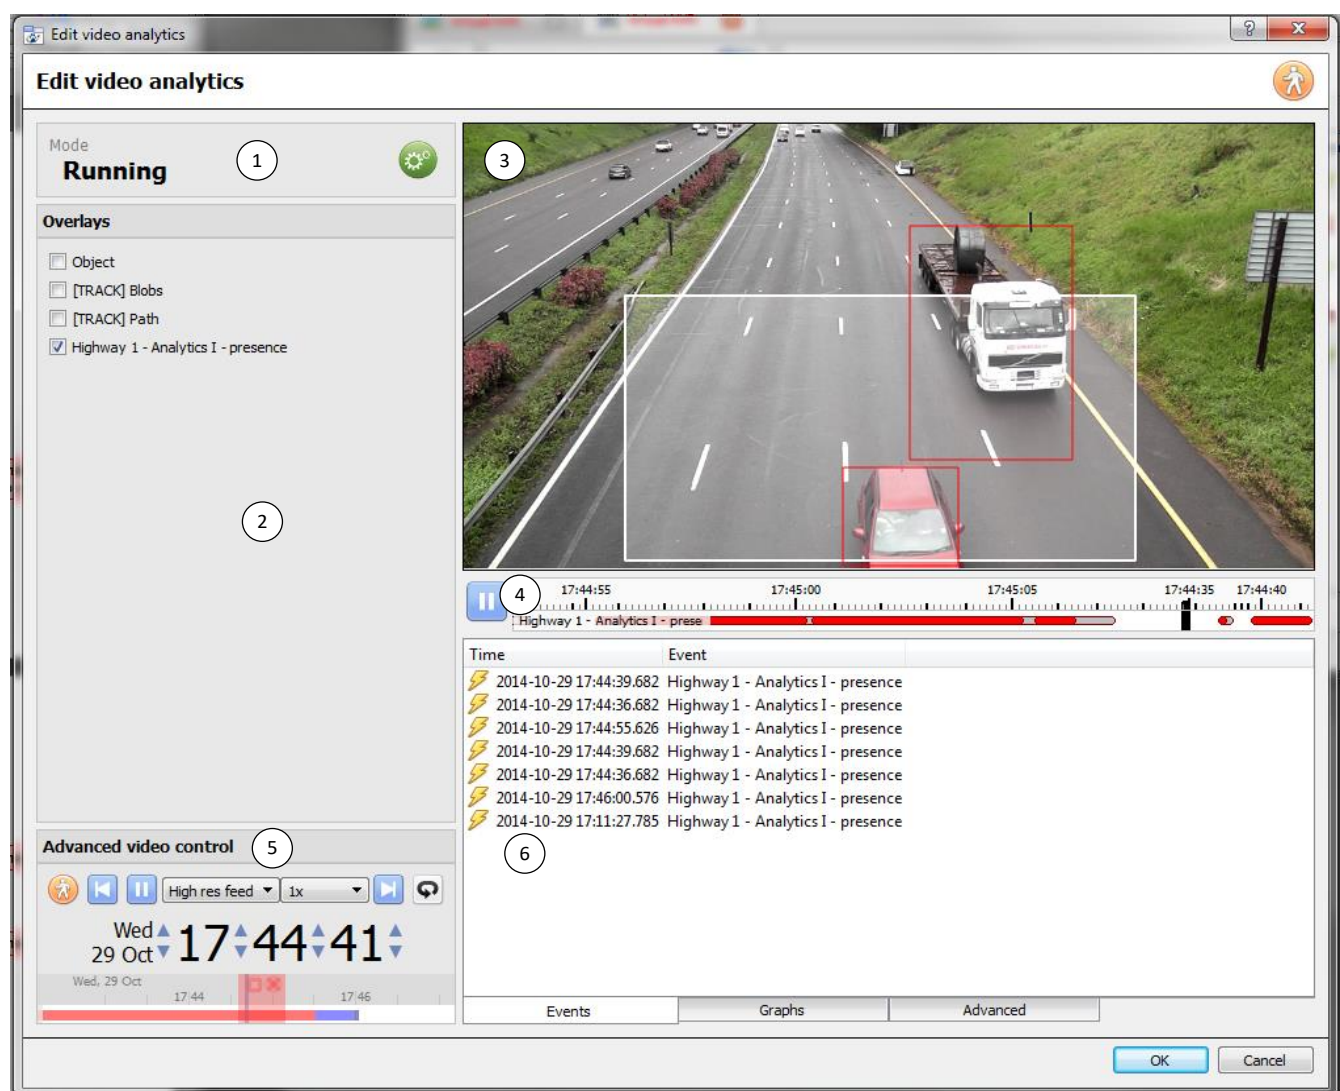 Edit video analytics
?
x
Edit video analytics
Mode
Running
1
Overlays
Object
[TRACK] Blobs
[TRACK] Path
Highway 1 - Analytics I - presence
2
3
4
17:44:55 17:45:00 17:45:05 17:44:35 17:44:40
Highway 1 - Analytics I - prese
Time Event
2014-10-29 17:44:39.682 Highway 1 - Analytics I - presence
2014-10-29 17:44:36.682 Highway 1 - Analytics I - presence
2014-10-29 17:44:55.626 Highway 1 - Analytics I - presence
2014-10-29 17:44:39.682 Highway 1 - Analytics I - presence
2014-10-29 17:44:36.682 Highway 1 - Analytics I - presence
2014-10-29 17:46:00.576 Highway 1 - Analytics I - presence
2014-10-29 17:11:27.785 Highway 1 - Analytics I - presence
6
Advanced video control
5
High res feed 1x
Wed
29 Oct
17 44 41
Wed, 29 Oct
17:44 17:46
Events Graphs Advanced
OK Cancel